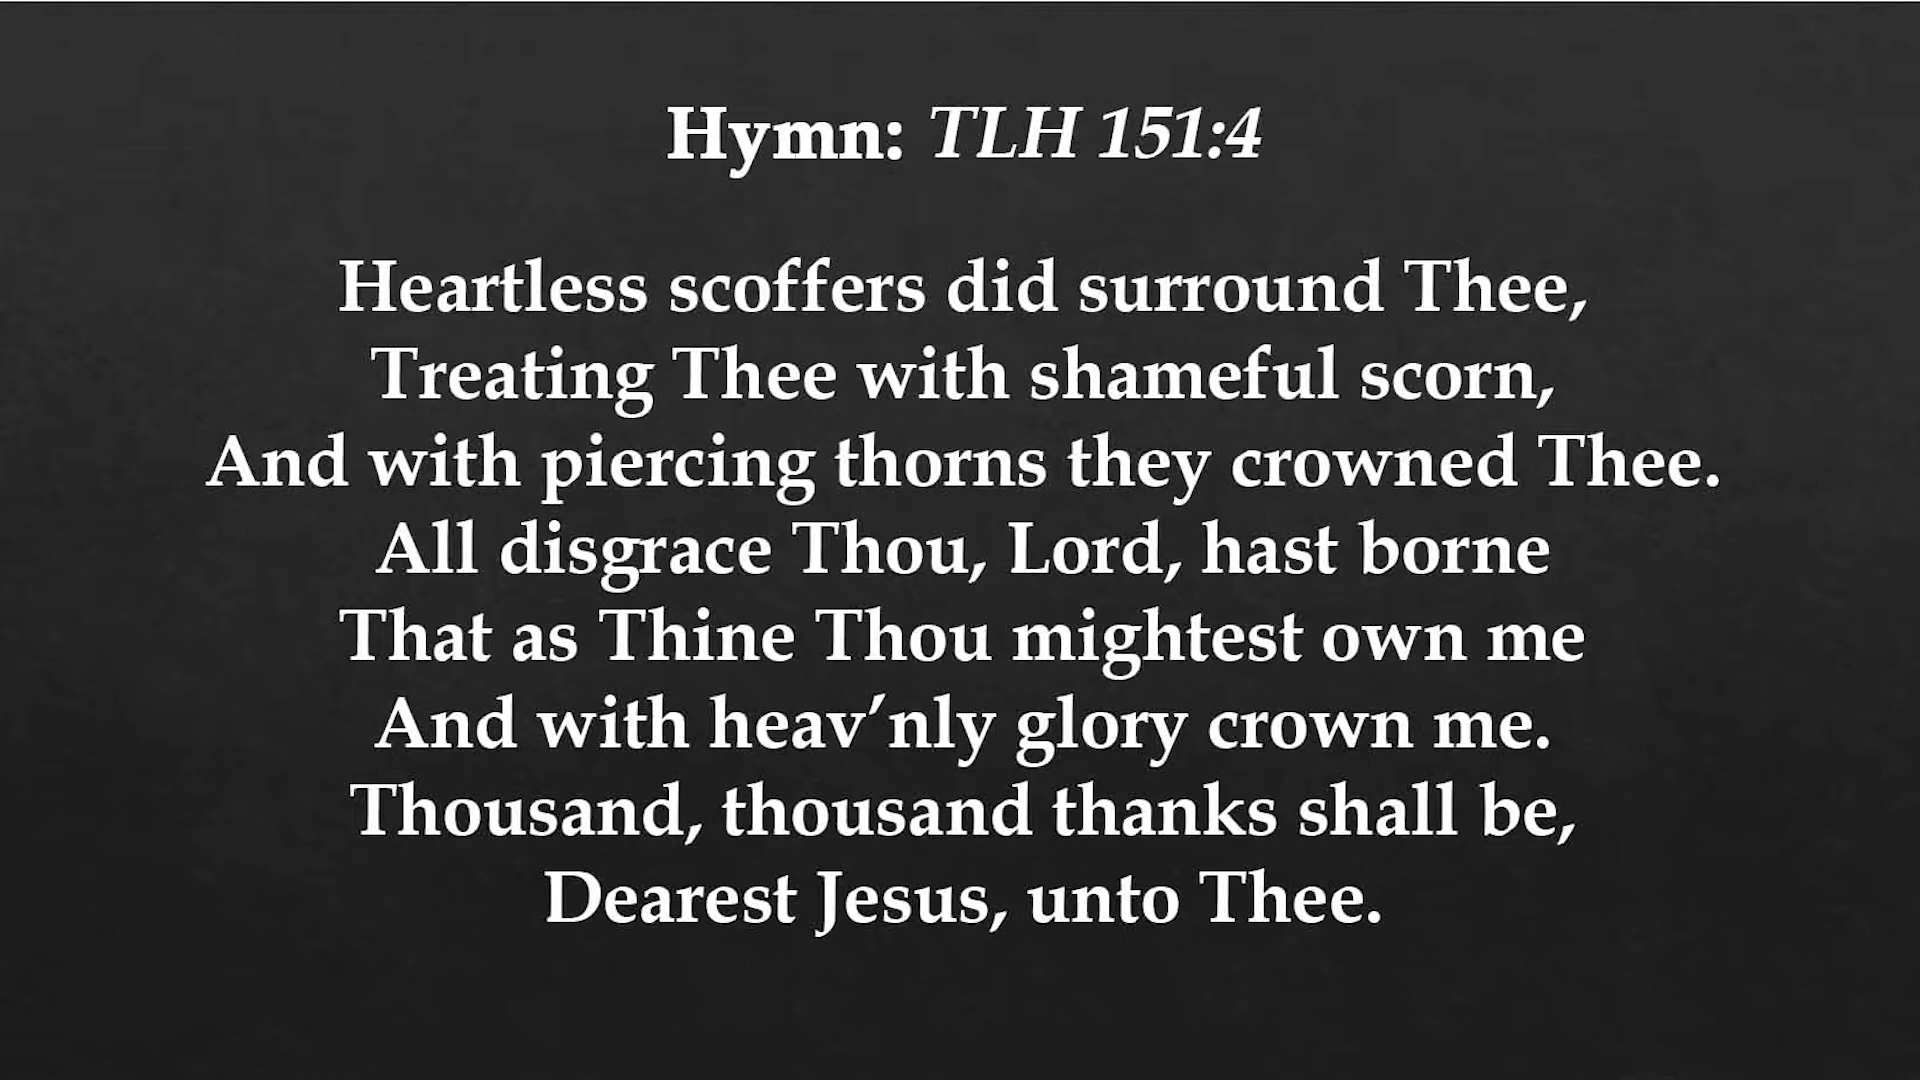 Hymn: TLH 151:4
Heartless scoffers did surround Thee,
Treating Thee with shameful scorn,
And with piercing thorns they crowned Thee.
All disgrace Thou, Lord, hast borne
That as Thine Thou mightest own me
And with heav’nly glory crown me.
Thousand, thousand thanks shall be,
Dearest Jesus, unto Thee.